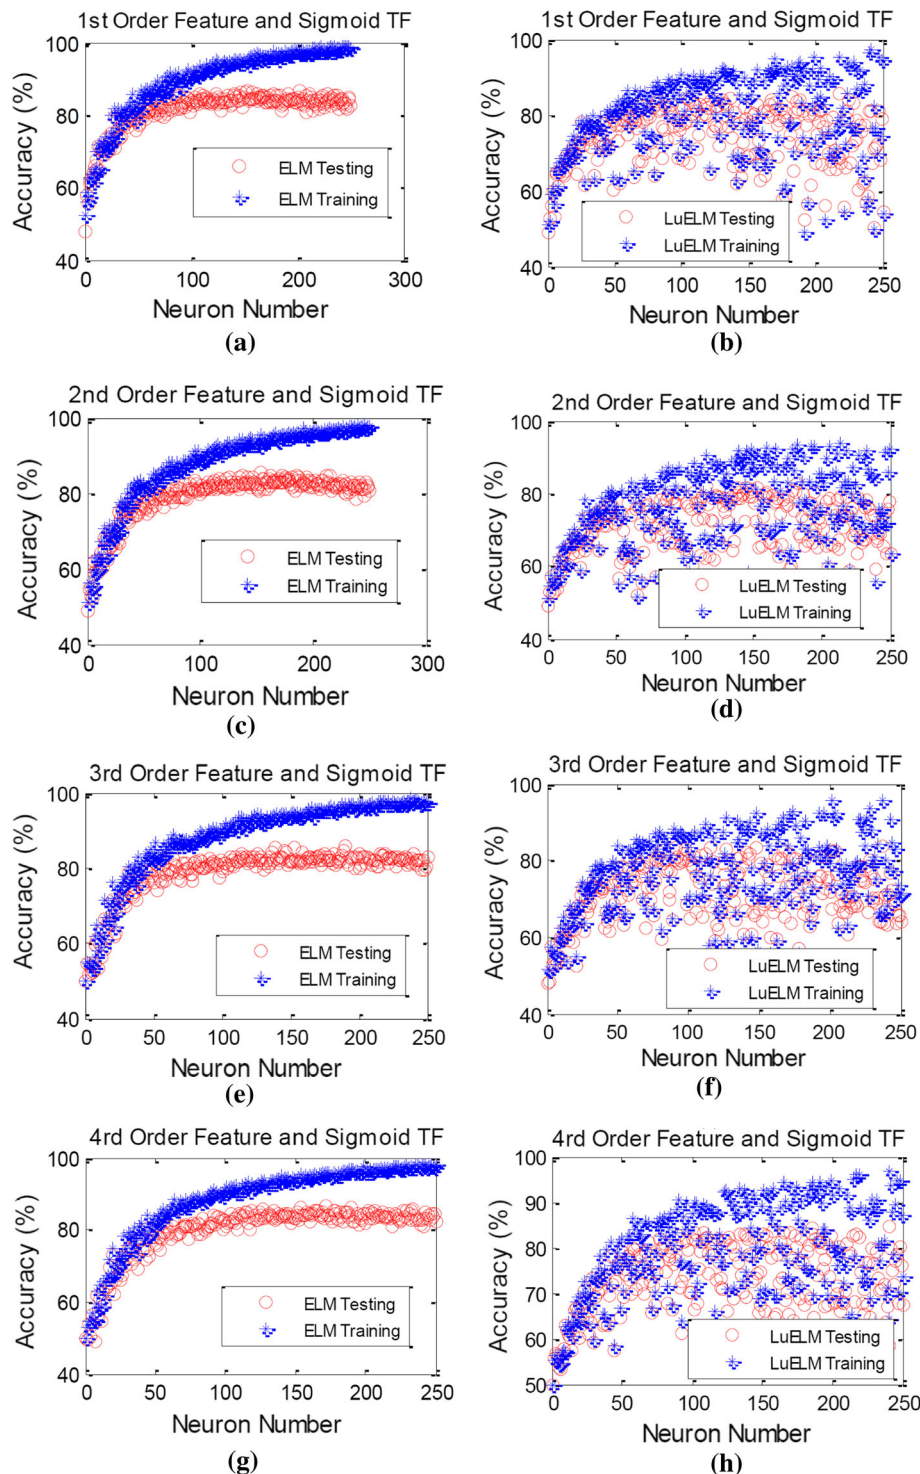 1st Order Feature and Sigmoid TF
100
80
60
40
Accuracy (%)
ELM Testing
ELM Training
0 100 200 300
Neuron Number
(a)
1st Order Feature and Sigmoid TF
100
80
60
40
Accuracy (%)
LuELM Testing
LuELM Training
0 50 100 150 200 250
Neuron Number
(b)
2nd Order Feature and Sigmoid TF
100
80
60
40
Accuracy (%)
ELM Testing
ELM Training
0 100 200 300
Neuron Number
(c)
2nd Order Feature and Sigmoid TF
100
80
60
40
Accuracy (%)
LuELM Testing
LuELM Training
0 50 100 150 200 250
Neuron Number
(d)
3rd Order Feature and Sigmoid TF
100
80
60
40
Accuracy (%)
ELM Testing
ELM Training
0 50 100 150 200 250
Neuron Number
(e)
3rd Order Feature and Sigmoid TF
100
80
60
40
Accuracy (%)
LuELM Testing
LuELM Training
0 50 100 150 200 250
Neuron Number
(f)
4rd Order Feature and Sigmoid TF
100
80
60
40
Accuracy (%)
ELM Testing
ELM Training
0 50 100 150 200 250
Neuron Number
(g)
4rd Order Feature and Sigmoid TF
100
90
80
70
60
50
Accuracy (%)
LuELM Testing
LuELM Training
0 50 100 150 200 250
Neuron Number
(h)